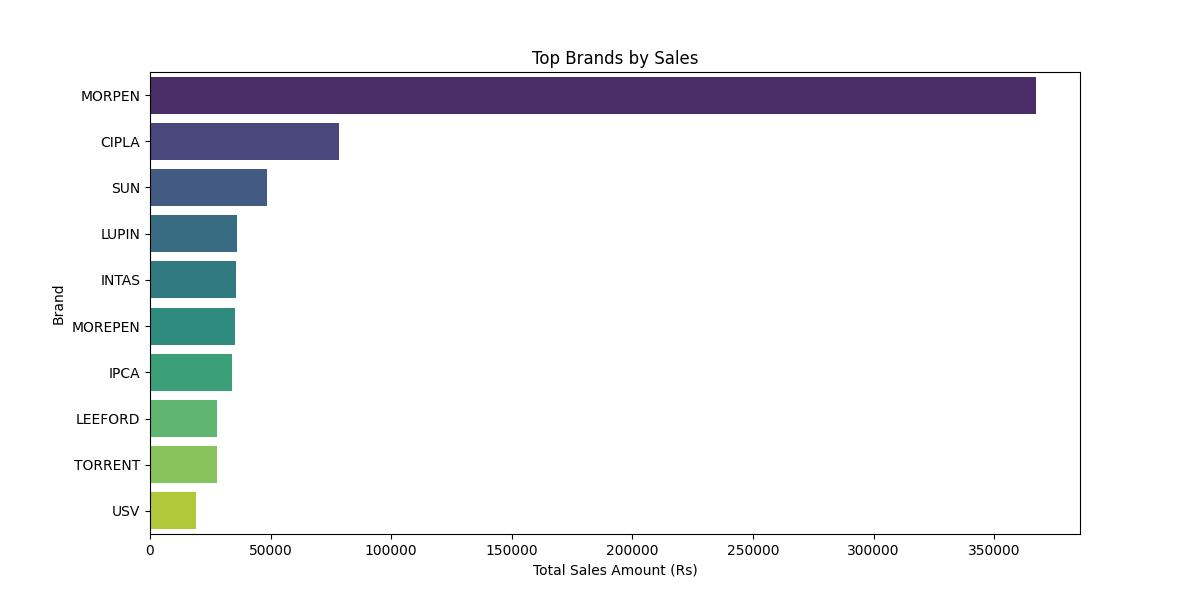 Top Brands by Sales
MORPEN
CIPLA
SUN
LUPIN
INTAS
MOREPEN
IPCA
LEEFORD
TORRENT
USV
Brand
0 50000 100000 150000 200000 250000 300000 350000
Total Sales Amount (Rs)